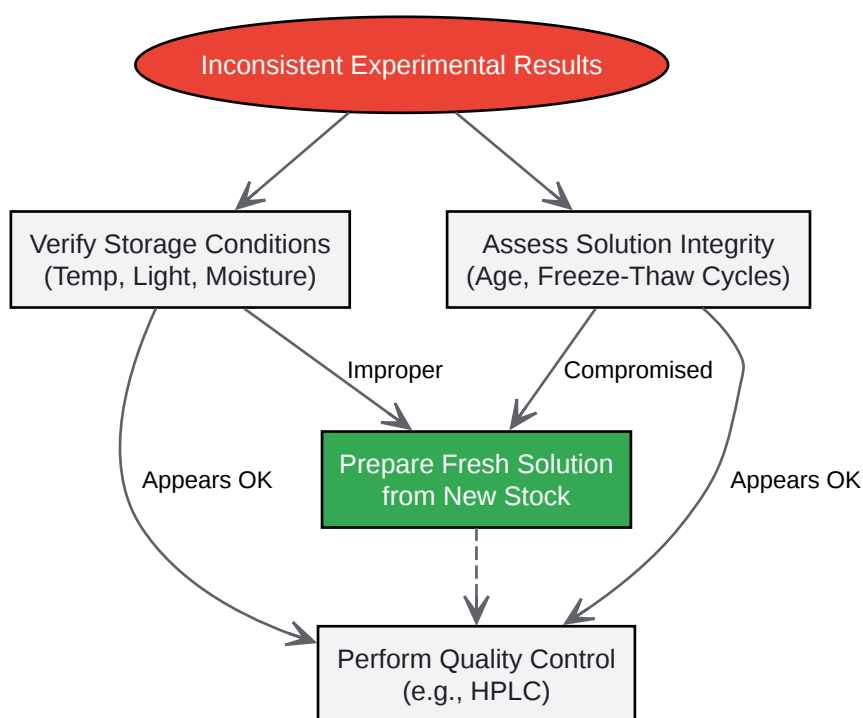 Inconsistent Experimental Results
Verify Storage Conditions
(Temp, Light, Moisture)
Assess Solution Integrity
(Age, Freeze-Thaw Cycles)
Improper
Compromised
Prepare Fresh Solution
from New Stock
Appears OK
Appears OK
Perform Quality Control
(e.g., HPLC)